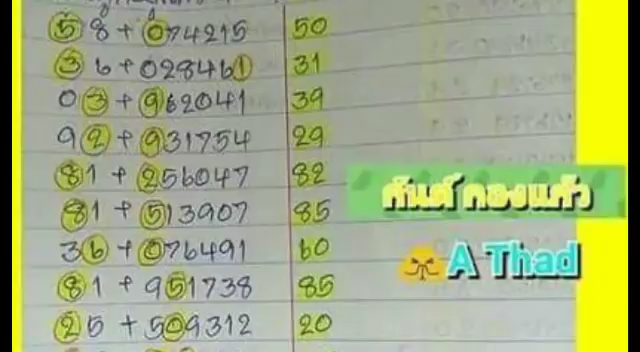 58 + 074215 50
36 + 028461 31
03 + 962041 39
92 + 931754 29
81 + 256047 82
81 + 513907 85
36 + 076491 60
81 + 951738 85
25 + 509312 20
กันต์ กองแก้ว
A Thad